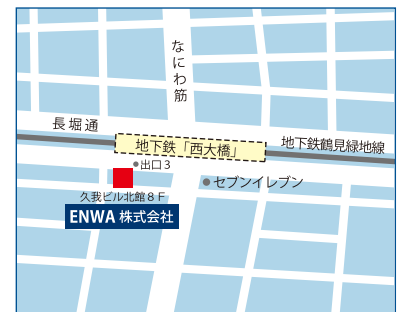 なにわ筋
長堀通
地下鉄「西大橋」
地下鉄鶴見緑地線
出口3
セブンイレブン
久我ビル北館8F
ENWA 株式会社